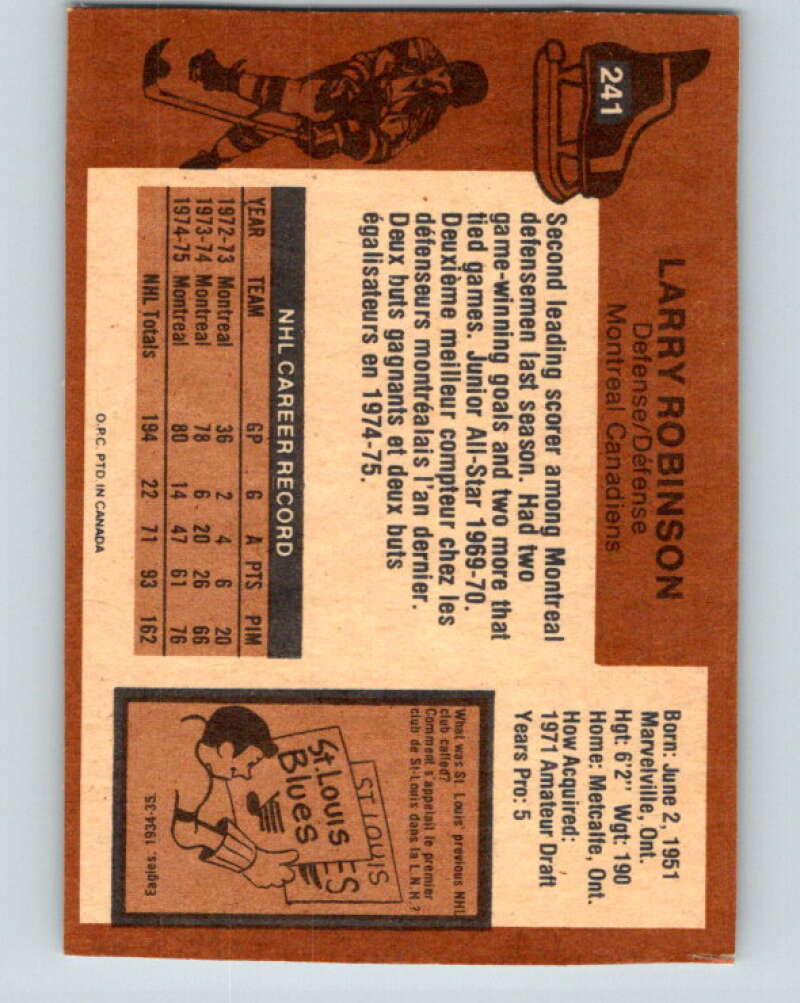 241
LARRY ROBINSON
Defense/Défense
Montreal Canadiens
Born: June 2, 1951
Marvelville, Ont.
Hgt: 6'2" Wgt: 190
Home: Metcalfe, Ont.
How Acquired:
1971 Amateur Draft
Years Pro: 5
Second leading scorer among Montreal
defensemen last season. Had two
game-winning goals and two more that
tied games. Junior All-Star 1969-70.
Deuxième meilleur compteur chez les
défenseurs montréalais l'an dernier.
Deux buts gagnants et deux buts
égalisateurs en 1974-75.
NHL CAREER RECORD
YEAR TEAM GP G A PTS PIM
1972-73 Montreal 36 2 4 6 20
1973-74 Montreal 78 6 20 26 66
1974-75 Montreal 80 14 47 61 76
NHL Totals 194 22 71 93 162
O.P.C. PTD. IN CANADA
What was St. Louis' previous NHL
club called?
Comment s'appelait le premier
club de St-Louis dans la L.N.H.?
ST LOUIS
ES
St. Louis
Blues
Eagles, 1934-35.